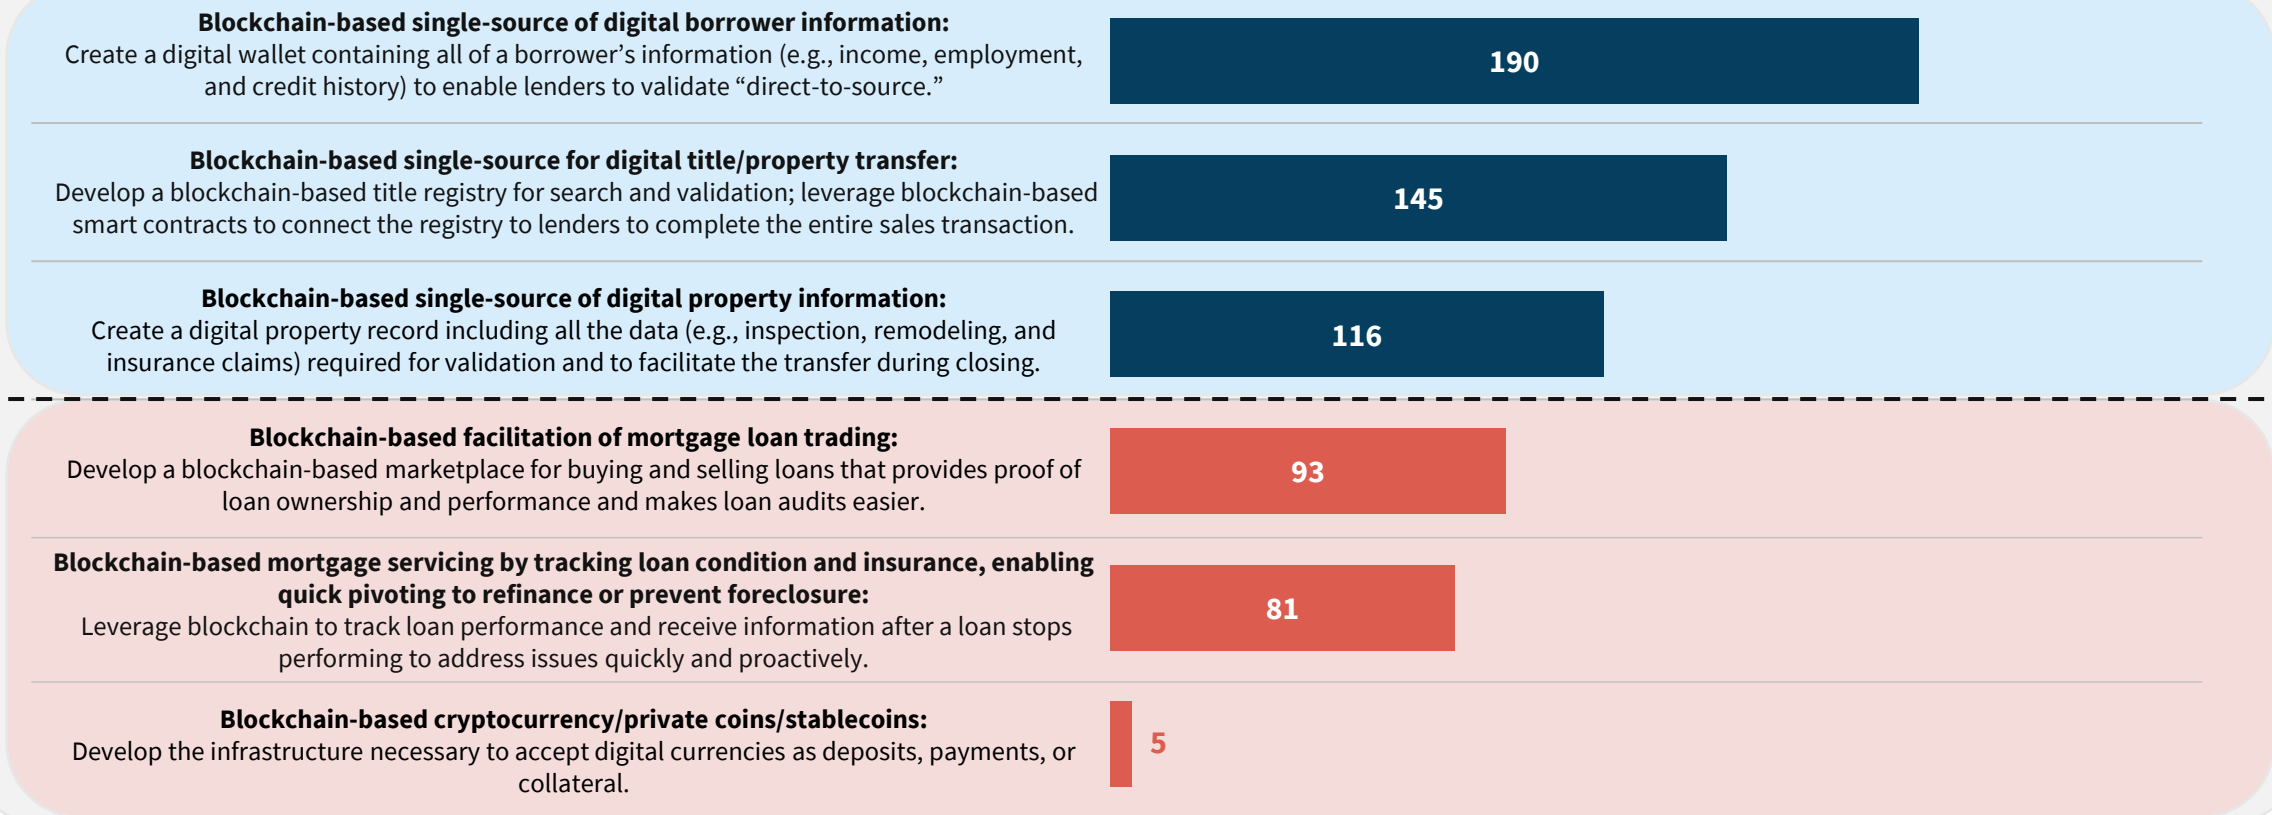 Blockchain-based single-source of digital borrower information:
Create a digital wallet containing all of a borrower’s information (e.g., income, employment,
and credit history) to enable lenders to validate “direct-to-source.”
190
Blockchain-based single-source for digital title/property transfer:
Develop a blockchain-based title registry for search and validation; leverage blockchain-based
smart contracts to connect the registry to lenders to complete the entire sales transaction.
145
Blockchain-based single-source of digital property information:
Create a digital property record including all the data (e.g., inspection, remodeling, and
insurance claims) required for validation and to facilitate the transfer during closing.
116
Blockchain-based facilitation of mortgage loan trading:
Develop a blockchain-based marketplace for buying and selling loans that provides proof of
loan ownership and performance and makes loan audits easier.
93
Blockchain-based mortgage servicing by tracking loan condition and insurance, enabling
quick pivoting to refinance or prevent foreclosure:
Leverage blockchain to track loan performance and receive information after a loan stops
performing to address issues quickly and proactively.
81
Blockchain-based cryptocurrency/private coins/stablecoins:
Develop the infrastructure necessary to accept digital currencies as deposits, payments, or
collateral.
5